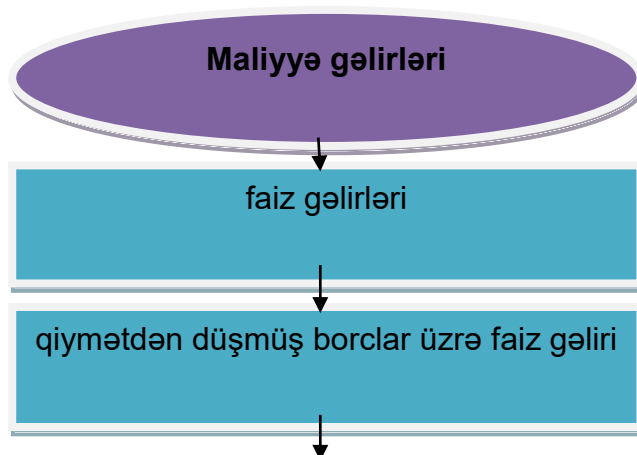 Maliyyə gəlirləri
faiz gəlirləri
qiymətdən düşmüş borclar üzrə faiz gəliri